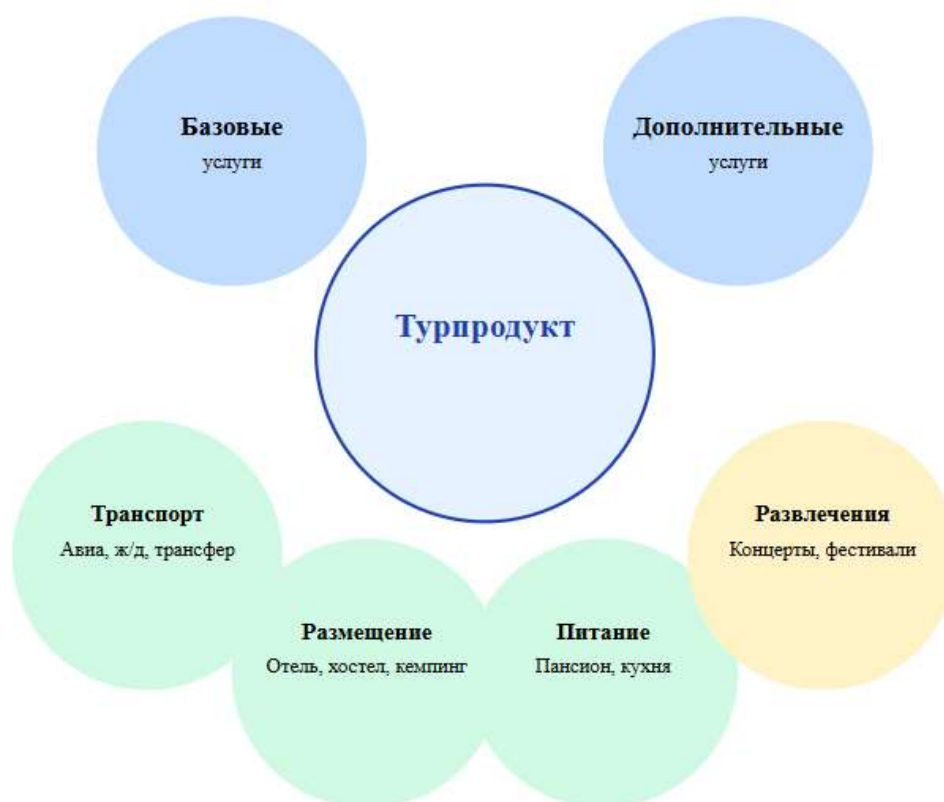 Базовые
услуги
Дополнительные
услуги
Турпродукт
Транспорт
Авиа, ж/д, трансфер
Развлечения
Концерты, фестивали
Размещение
Отель, хостел, кемпинг
Питание
Пансион, кухня